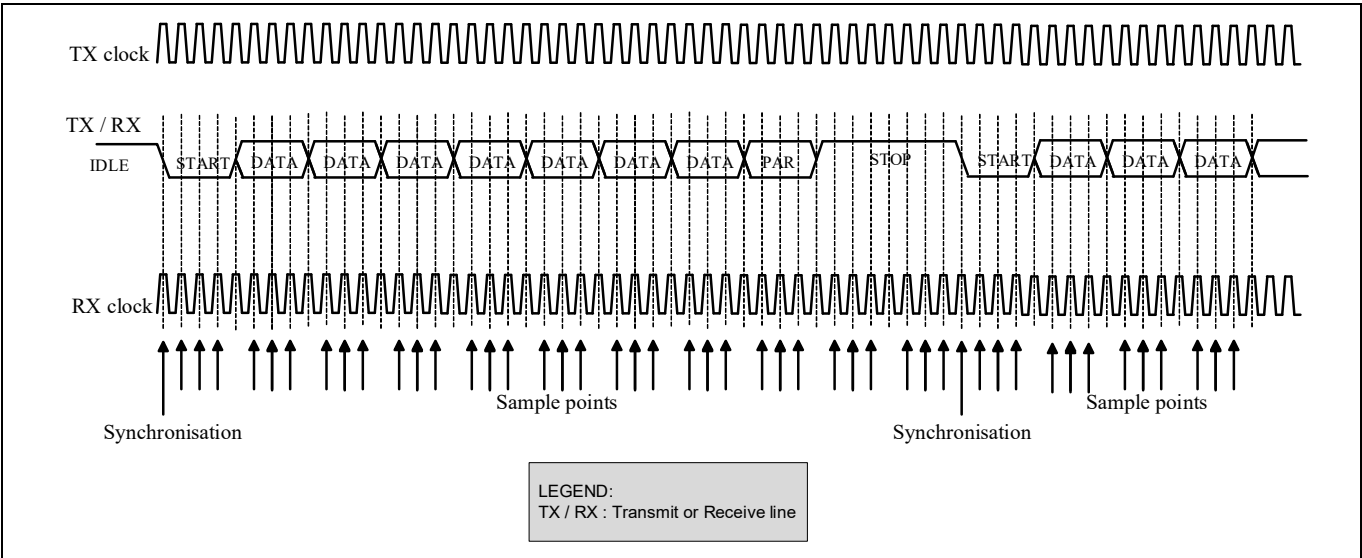 TX clock
TX / RX
IDLE
START DATA DATA DATA DATA DATA DATA DATA PAR STOP START DATA DATA DATA
RX clock
Sample points Sample points
Synchronisation Synchronisation
LEGEND:
TX / RX : Transmit or Receive line